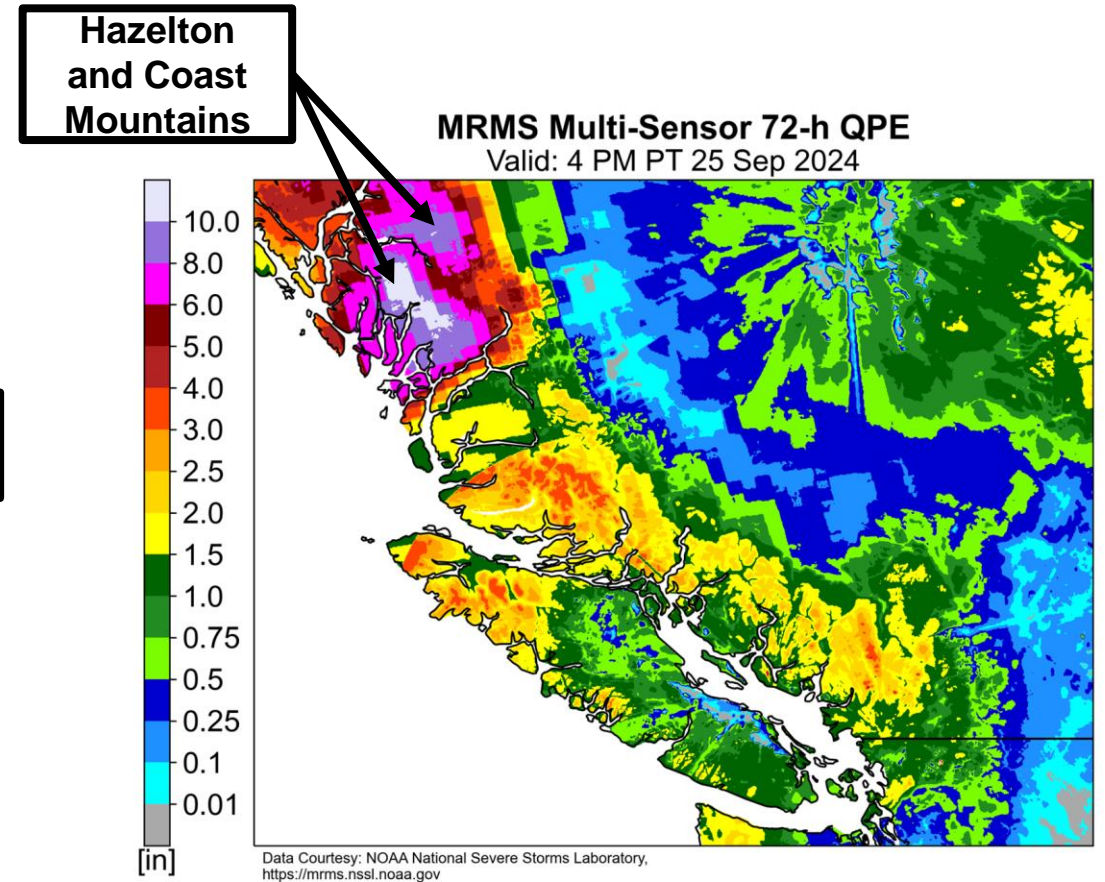 Hazelton
and Coast
Mountains
MRMS Multi-Sensor 72-h QPE
Valid: 4 PM PT 25 Sep 2024
10.0
8.0
6.0
5.0
4.0
3.0
2.5
2.0
1.5
1.0
0.75
0.5
0.25
0.1
0.01
[in]
Data Courtesy: NOAA National Severe Storms Laboratory,
https://mrms.nssl.noaa.gov